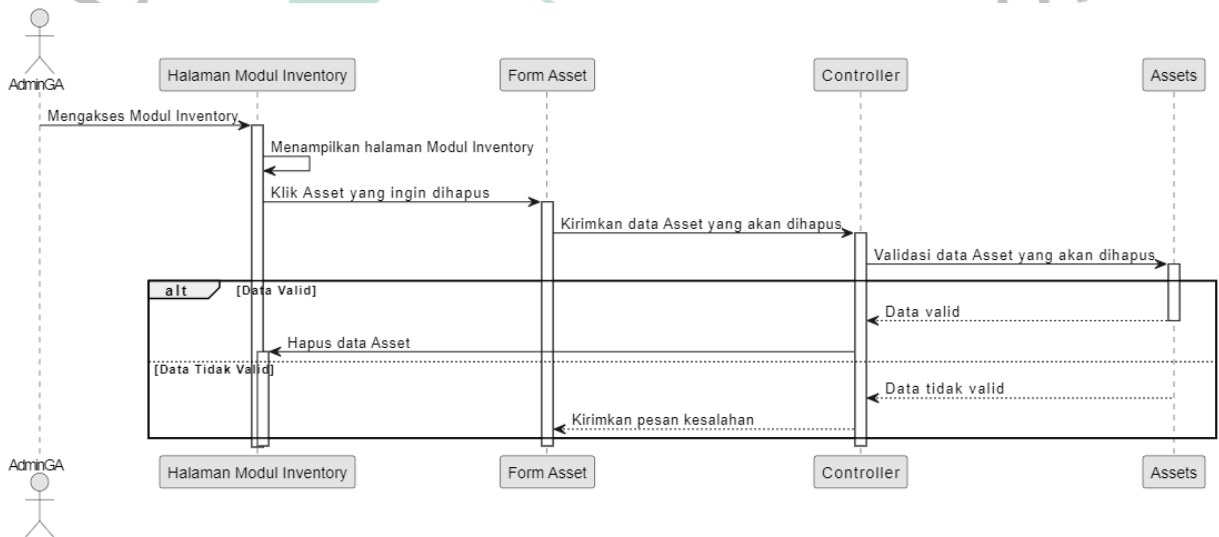 AdminGA
Halaman Modul Inventory
Form Asset
Controller
Assets
Mengakses Modul Inventory
Menampilkan halaman Modul Inventory
Klik Asset yang ingin dihapus
Kirimkan data Asset yang akan dihapus
Validasi data Asset yang akan dihapus
alt
[Data Valid]
Data valid
Hapus data Asset
[Data Tidak Valid]
Data tidak valid
Kirimkan pesan kesalahan
AdminGA
Halaman Modul Inventory
Form Asset
Controller
Assets